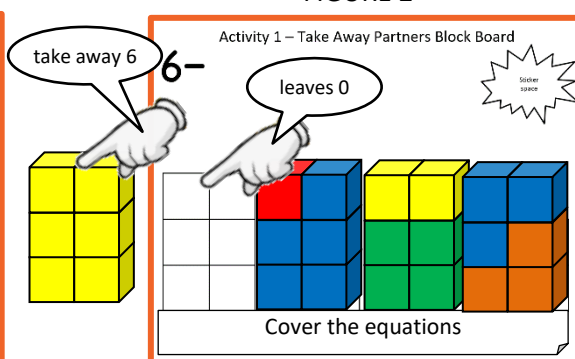 Activity 1 – Take Away Partners Block Board
take away 6
6–
leaves 0
Sticker
space
Cover the equations